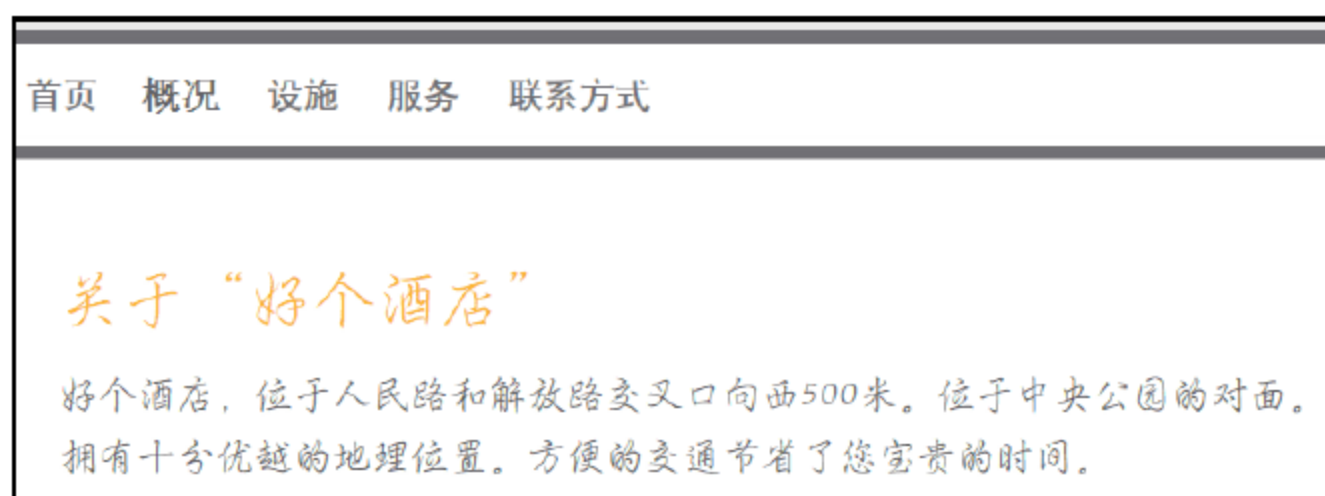 首页 概况 设施 服务 联系方式
关于“好个酒店”
好个酒店，位于人民路和解放路交叉口向西500米。位于中央公园的对面。
拥有十分优越的地理位置。方便的交通节省了您宝贵的时间。